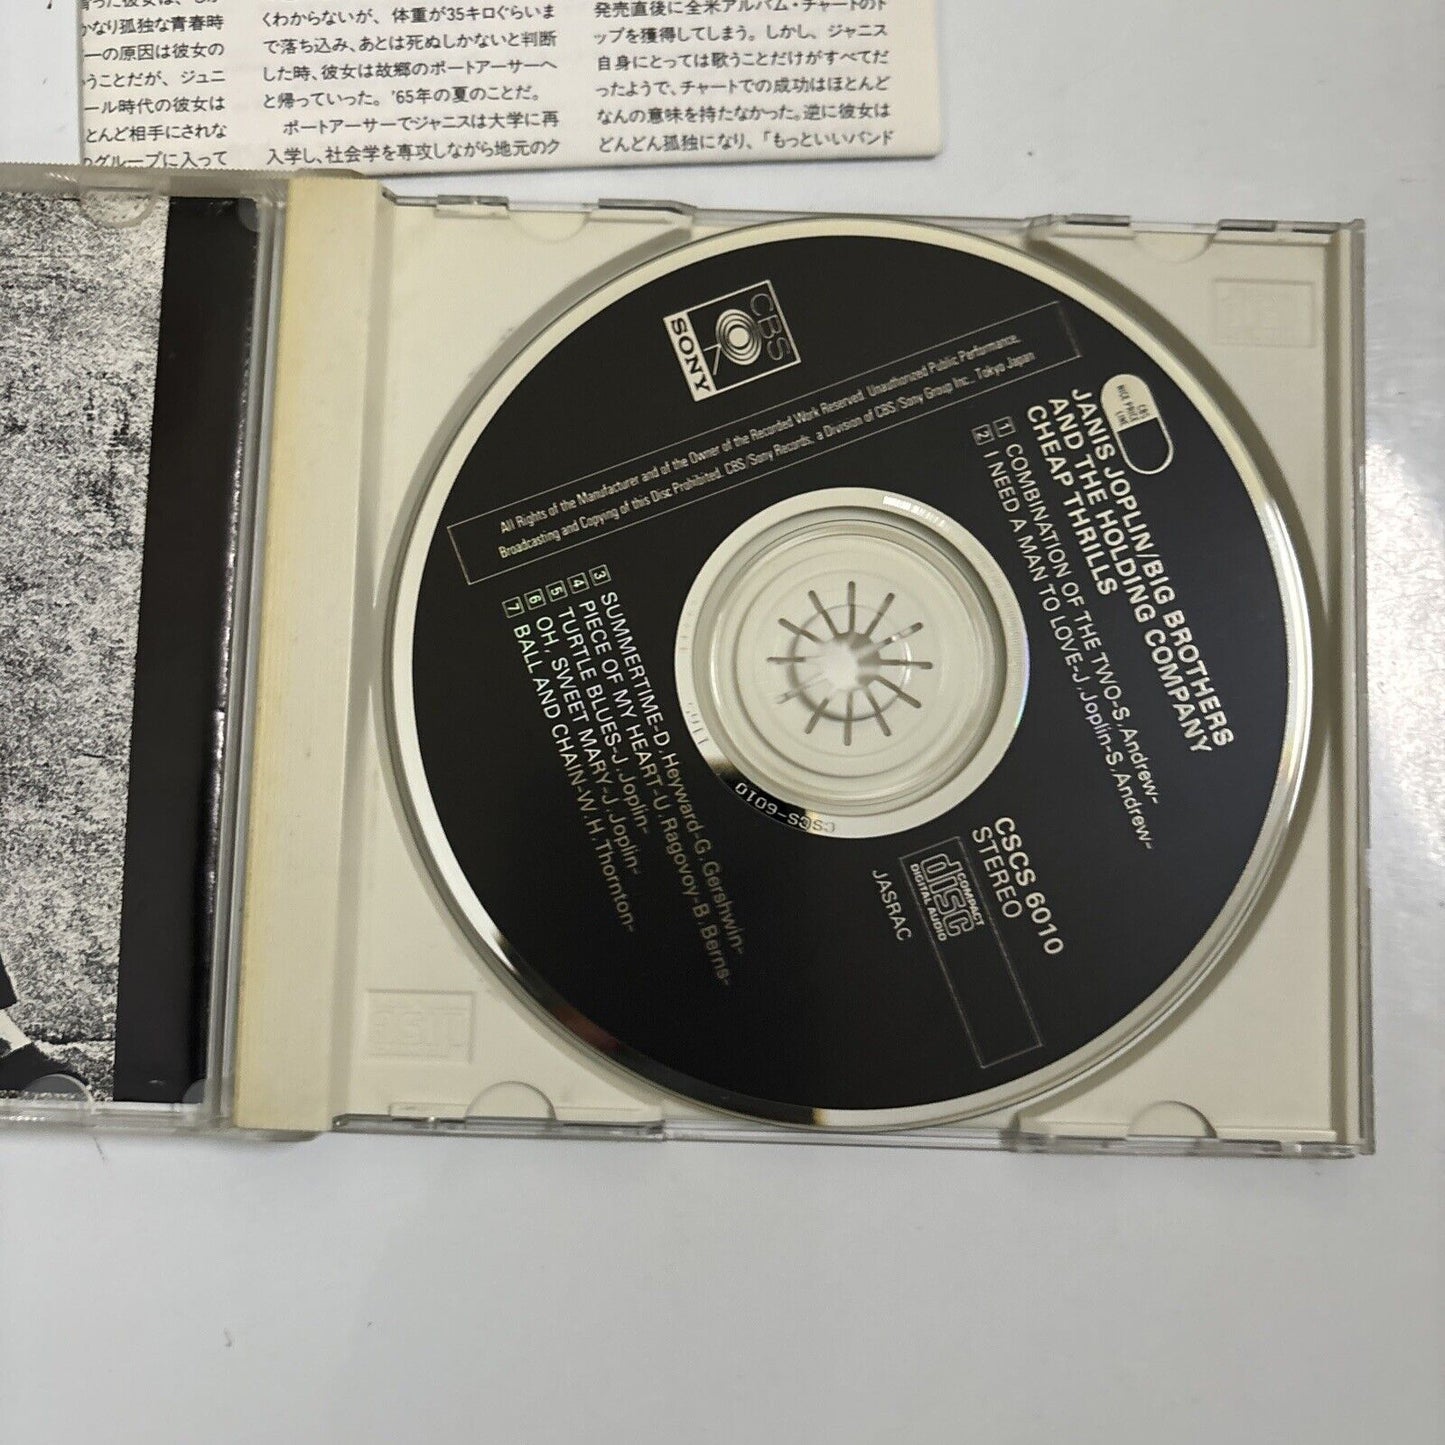 かなり孤独な青春時
ーの原因は彼女の
うことだが、ジュニ
ール時代の彼女は
とんど相手にされな
のグループに入って
くわからないが、体重が35キロぐらいま
で落ち込み、あとは死ぬしかないと判断
した時、彼女は故郷のポートアーサーへ
と帰っていった。'65年の夏のことだ。
ポートアーサーでジャニスは大学に再
入学し、社会学を専攻しながら地元のク
発売直後に全米アルバム・チャートのト
ップを獲得してしまう。しかし、ジャニス
自身にとっては歌うことだけがすべてだ
ったようで、チャートでの成功はほとんど
なんの意味を持たなかった。逆に彼女は
どんどん孤独になり、「もっといいバンド
CBS
SONY
All Rights of the Manufacturer and of the Owner of the Recorded Work Reserved. Unauthorized Public Performance,
Broadcasting and Copying of this Disc Prohibited. CBS/Sony Records, a Division of CBS/Sony Group Inc., Tokyo Japan
CBS
NICE PRICE
LINE
JANIS JOPLIN/BIG BROTHERS
AND THE HOLDING COMPANY
CHEAP THRILLS
1 COMBINATION OF THE TWO-S.Andrew-
2 I NEED A MAN TO LOVE-J.Joplin-S.Andrew-
3 SUMMERTIME-D.Heyward-G.Gershwin-
4 PIECE OF MY HEART-U.Ragovoy-B.Berns-
5 TURTLE BLUES-J.Joplin-
6 OH, SWEET MARY-J.Joplin-
7 BALL AND CHAIN-W.H.Thornton-
CSCS 6010
STEREO
COMPACT
disc
DIGITAL AUDIO
JASRAC
CSCS-6010